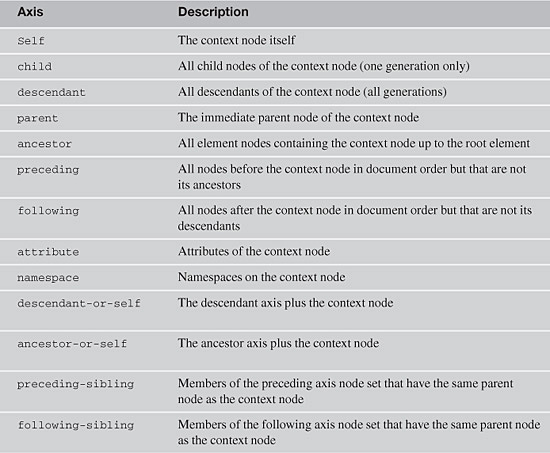 Axis Description
Self The context node itself
child All child nodes of the context node (one generation only)
descendant All descendants of the context node (all generations)
parent The immediate parent node of the context node
ancestor All element nodes containing the context node up to the root element
preceding All nodes before the context node in document order but that are not
its ancestors
following All nodes after the context node in document order but that are not its
descendants
attribute Attributes of the context node
namespace Namespaces on the context node
descendant-or-self The descendant axis plus the context node
ancestor-or-self The ancestor axis plus the context node
preceding-sibling Members of the preceding axis node set that have the same parent
node as the context node
following-sibling Members of the following axis node set that have the same parent node
as the context node